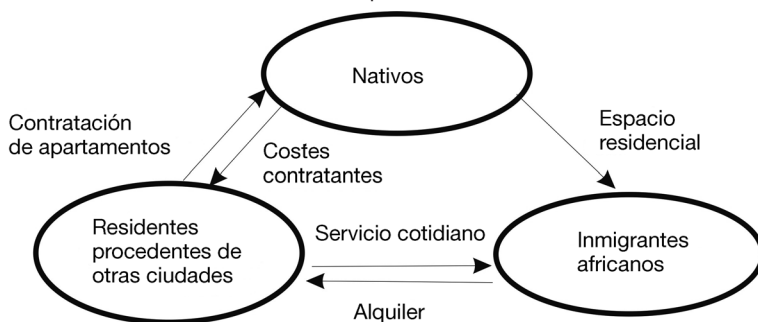 Nativos
Contratación
de apartamentos
Espacio
residencial
Costes
contratantes
Residentes
procedentes de
otras ciudades
Servicio cotidiano
Inmigrantes
africanos
Alquiler